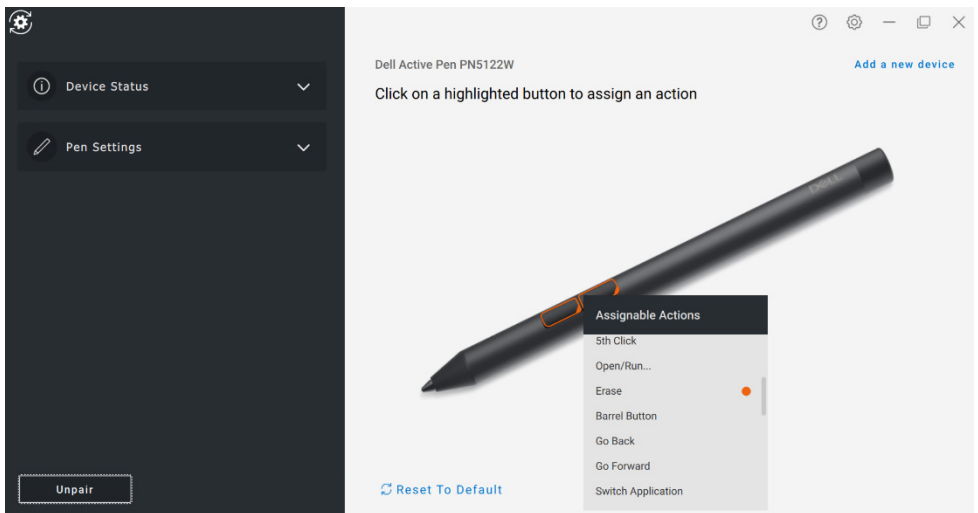 Device Status
Pen Settings
Unpair
Dell Active Pen PN5122W
Add a new device
Click on a highlighted button to assign an action
DELL
Assignable Actions
5th Click
Open/Run...
Erase
Barrel Button
Go Back
Go Forward
Switch Application
Reset To Default